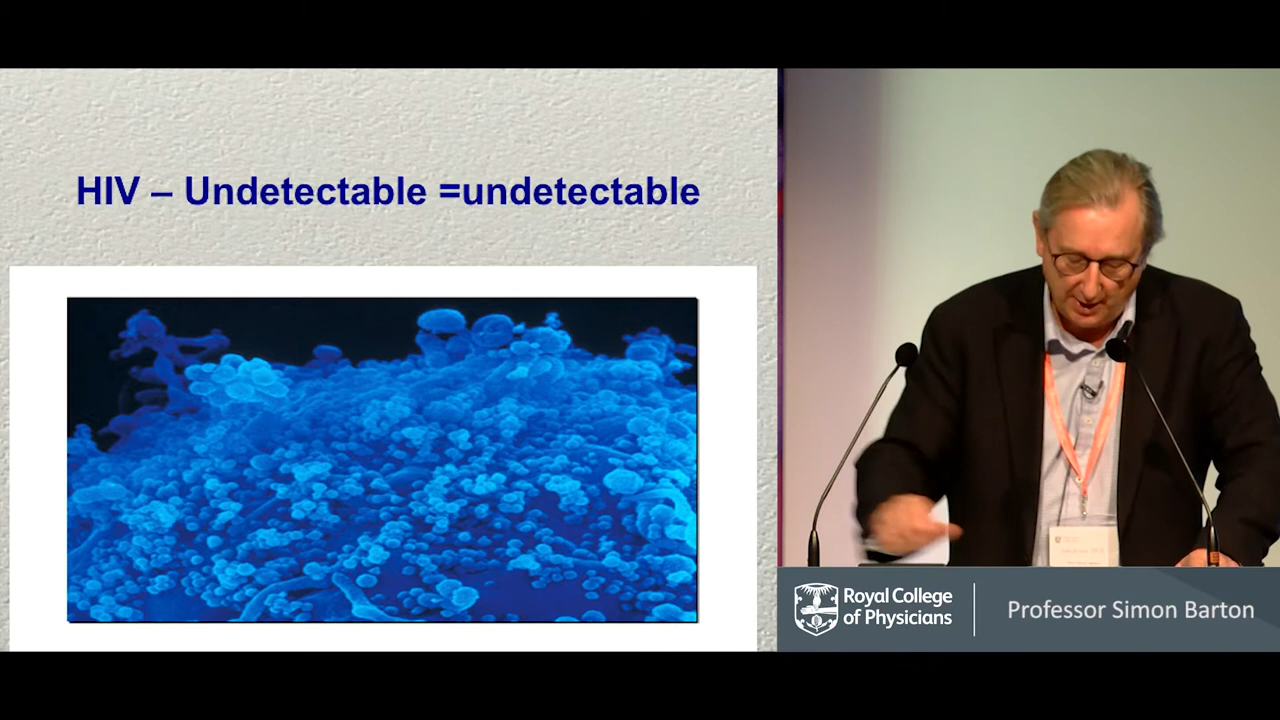 HIV – Undetectable =undetectable
Royal College
of Physicians
Professor Simon Barton